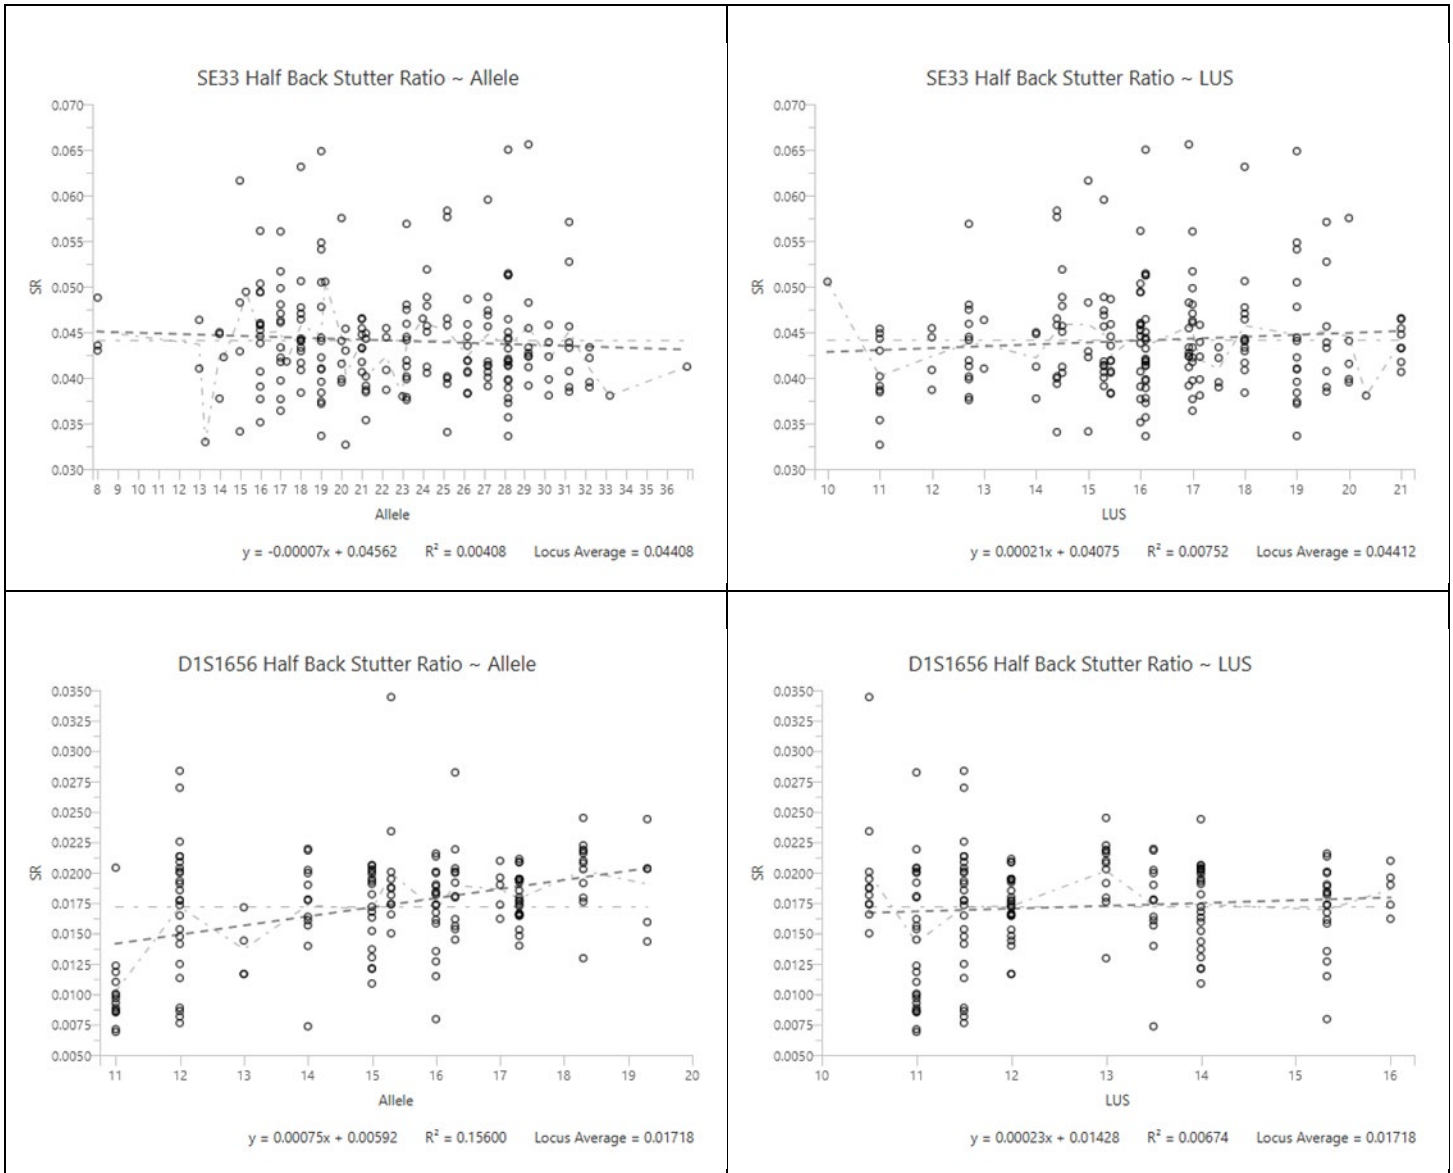 SE33 Half Back Stutter Ratio ~ Allele
0.070
0.065
0.060
0.055
0.050
0.045
0.040
0.035
0.030
SR
8 9 10 11 12 13 14 15 16 17 18 19 20 21 22 23 24 25 26 27 28 29 30 31 32 33 34 35 36
Allele
y = -0.00007x + 0.04562 R² = 0.00408 Locus Average = 0.04408
SE33 Half Back Stutter Ratio ~ LUS
0.070
0.065
0.060
0.055
0.050
0.045
0.040
0.035
0.030
SR
10 11 12 13 14 15 16 17 18 19 20 21
LUS
y = 0.00021x + 0.04075 R² = 0.00752 Locus Average = 0.04412
D1S1656 Half Back Stutter Ratio ~ Allele
0.0350
0.0325
0.0300
0.0275
0.0250
0.0225
0.0200
0.0175
0.0150
0.0125
0.0100
0.0075
0.0050
SR
11 12 13 14 15 16 17 18 19 20
Allele
y = 0.00075x + 0.00592 R² = 0.15600 Locus Average = 0.01718
D1S1656 Half Back Stutter Ratio ~ LUS
0.0350
0.0325
0.0300
0.0275
0.0250
0.0225
0.0200
0.0175
0.0150
0.0125
0.0100
0.0075
0.0050
SR
10 11 12 13 14 15 16
LUS
y = 0.00023x + 0.01428 R² = 0.00674 Locus Average = 0.01718